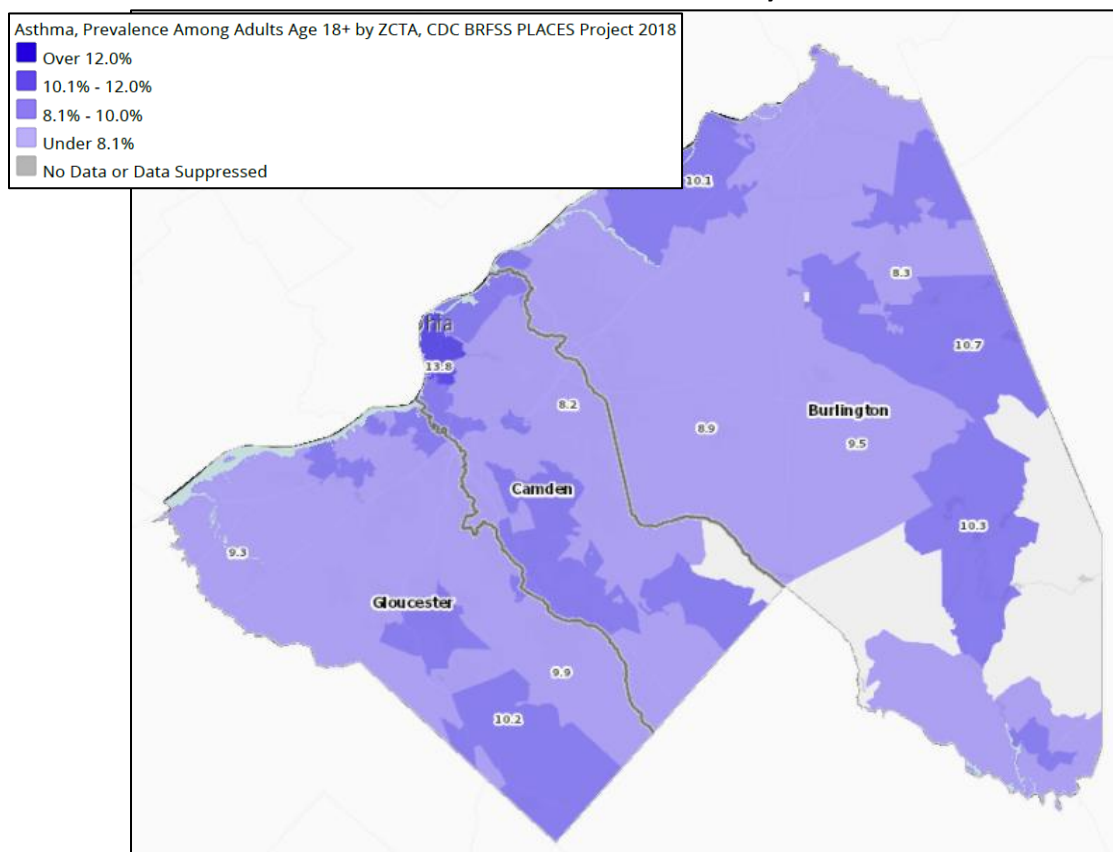 Asthma, Prevalence Among Adults Age 18+ by ZCTA, CDC BRFSS PLACES Project 2018
Over 12.0%
10.1% - 12.0%
8.1% - 10.0%
Under 8.1%
No Data or Data Suppressed
10.1
8.3
phia
10.7
13.8
8.2
Burlington
8.9
9.5
Camden
10.3
9.3
Gloucester
9.9
10.2